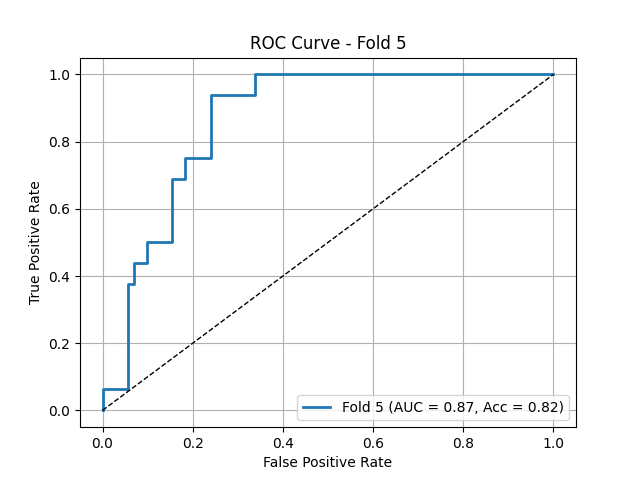 ROC Curve - Fold 5
True Positive Rate
1.0
0.8
0.6
0.4
0.2
0.0
Fold 5 (AUC = 0.87, Acc = 0.82)
0.0 0.2 0.4 0.6 0.8 1.0
False Positive Rate